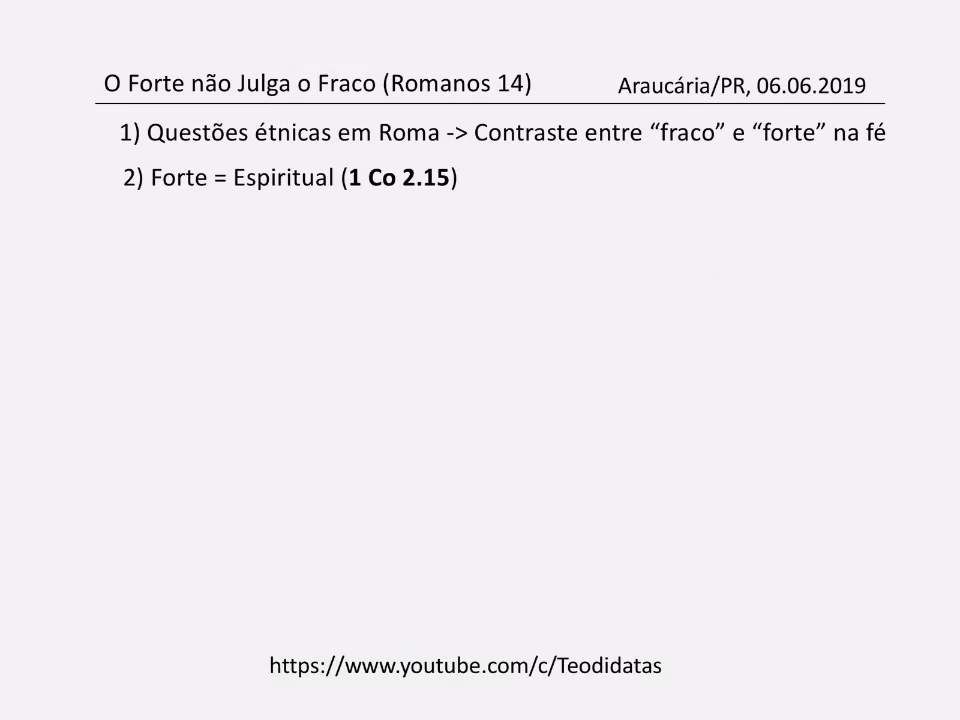 O Forte não Julga o Fraco (Romanos 14) Araucária/PR, 06.06.2019
1) Questões étnicas em Roma -> Contraste entre “fraco” e “forte” na fé
2) Forte = Espiritual (1 Co 2.15)
https://www.youtube.com/c/Teodidatas